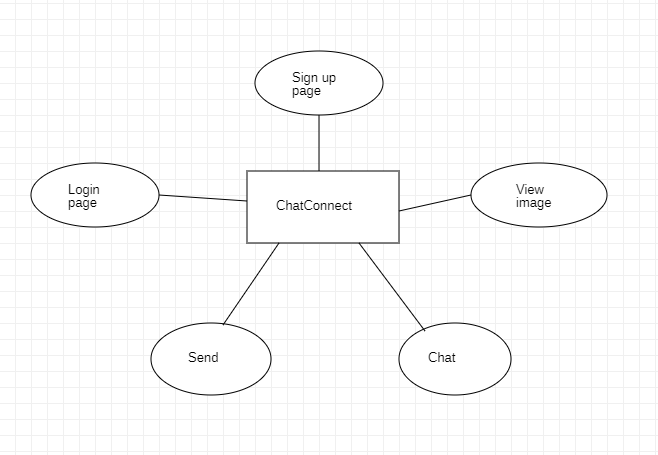 Sign up
page
Login
page
ChatConnect
View
image
Send
Chat